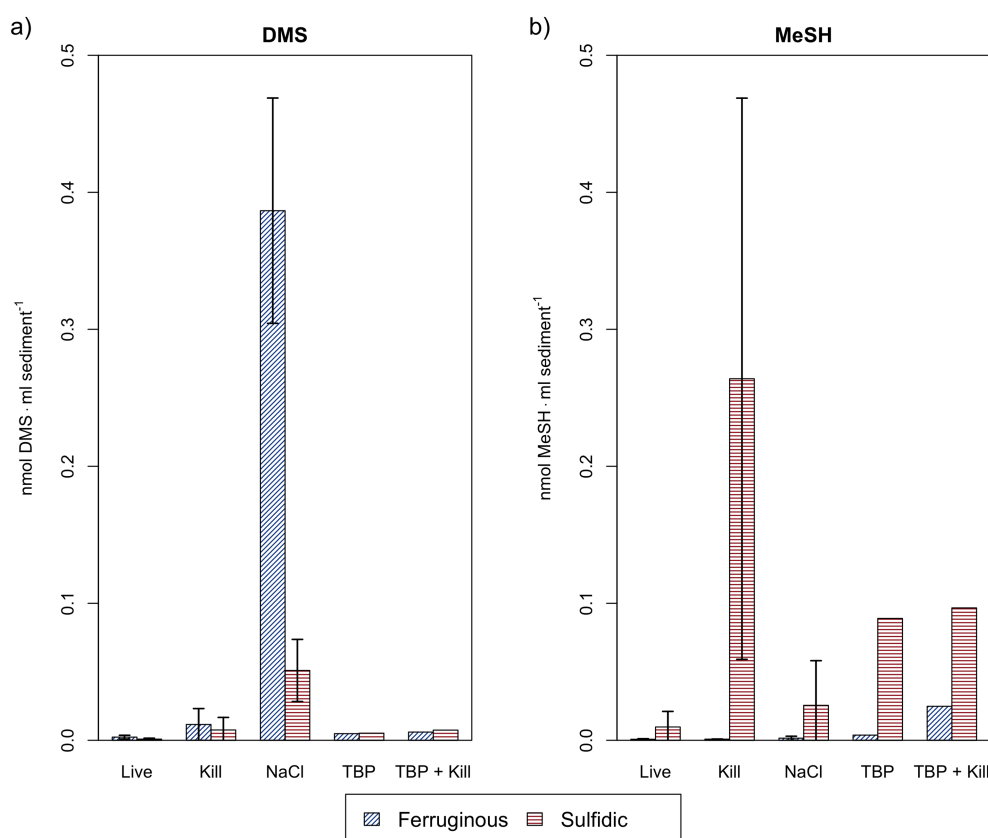 a)
DMS
nmol DMS · ml sediment⁻¹
0.5
0.4
0.3
0.2
0.1
0.0
Live Kill NaCl TBP TBP + Kill
b)
MeSH
nmol MeSH · ml sediment⁻¹
0.5
0.4
0.3
0.2
0.1
0.0
Live Kill NaCl TBP TBP + Kill
Ferruginous Sulfidic